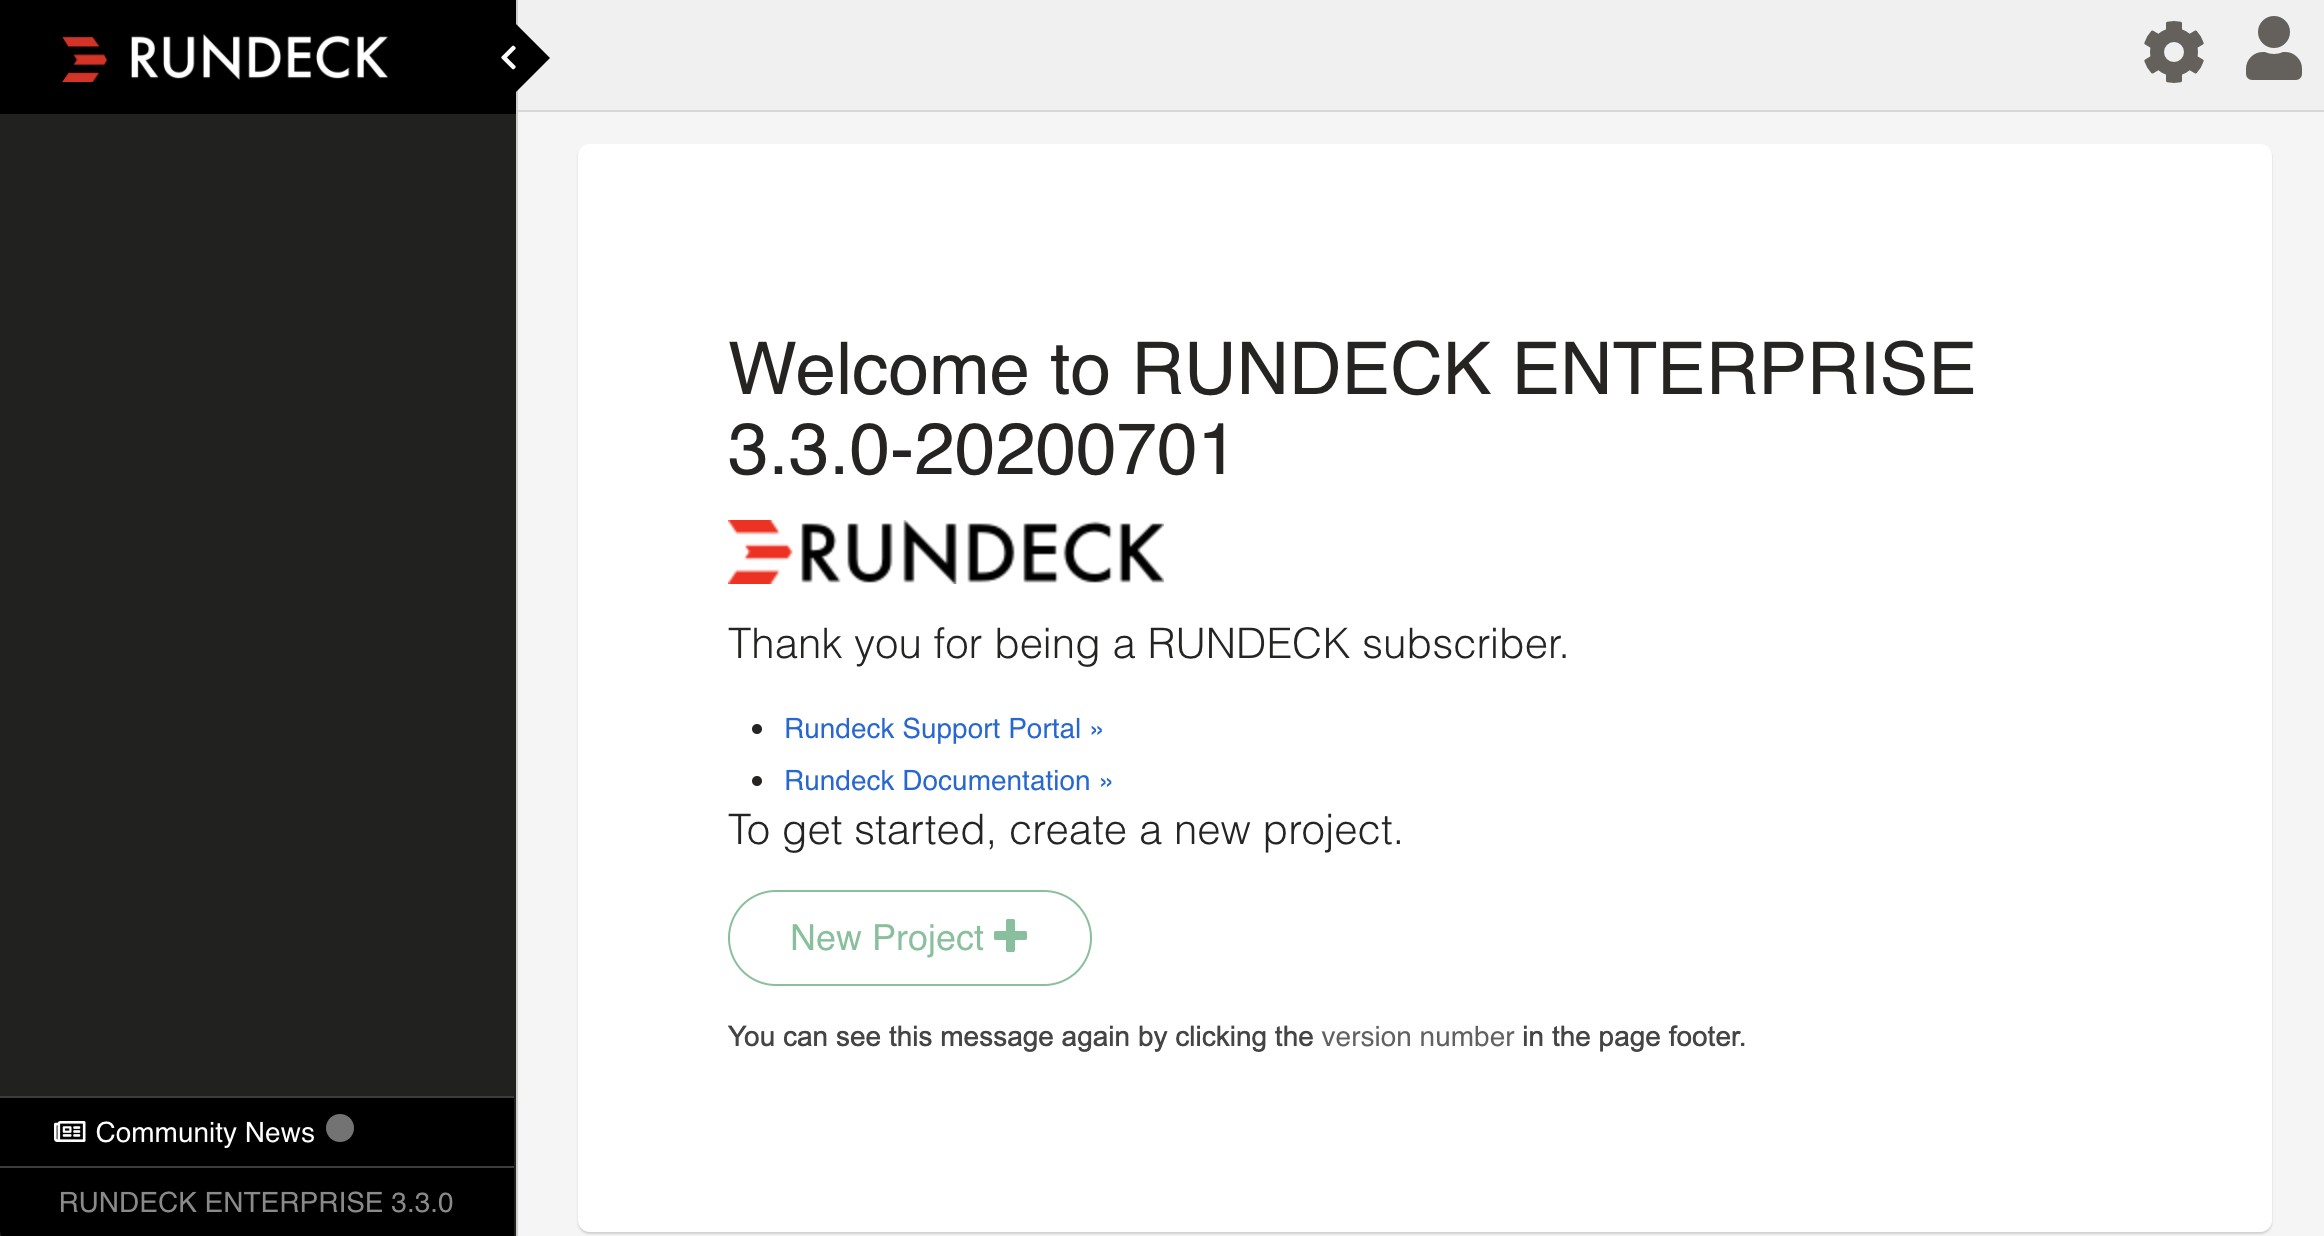 RUNDECK
Welcome to RUNDECK ENTERPRISE
3.3.0-20200701
RUNDECK
Thank you for being a RUNDECK subscriber.
Rundeck Support Portal »
Rundeck Documentation »
To get started, create a new project.
New Project
You can see this message again by clicking the version number in the page footer.
Community News
RUNDECK ENTERPRISE 3.3.0